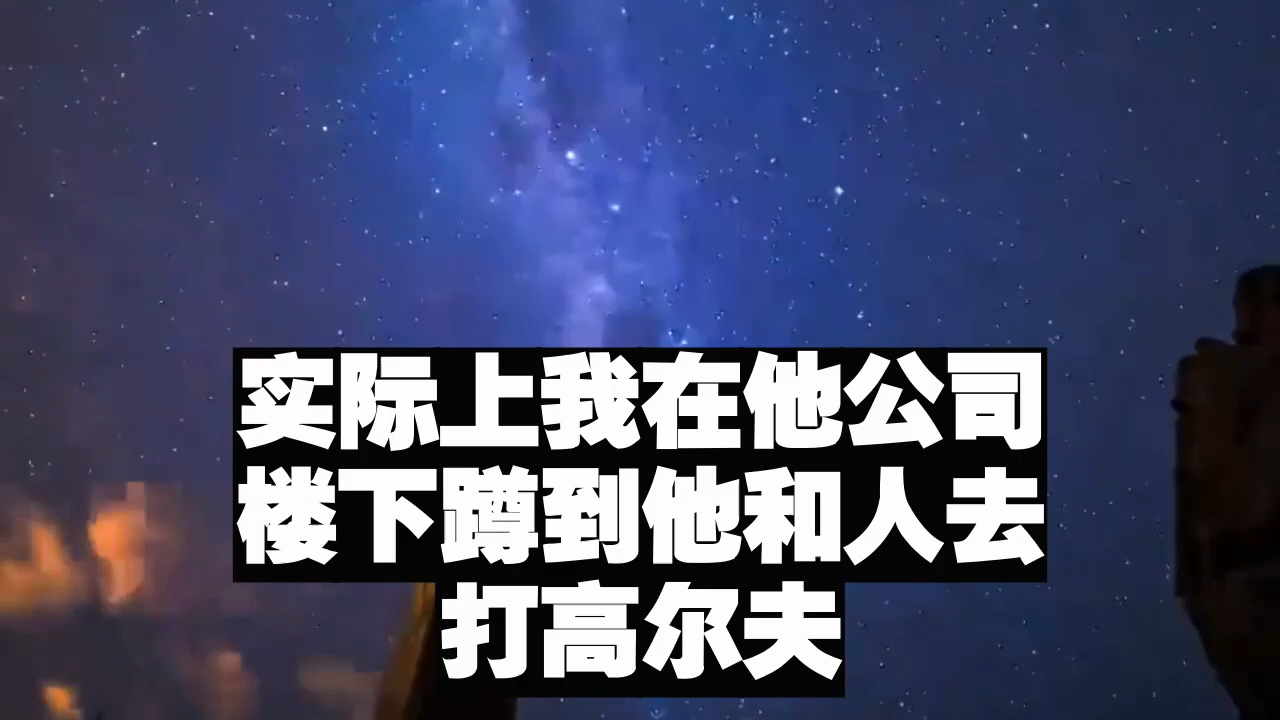 实际上我在他公司
楼下蹲到他和人去
打高尔夫